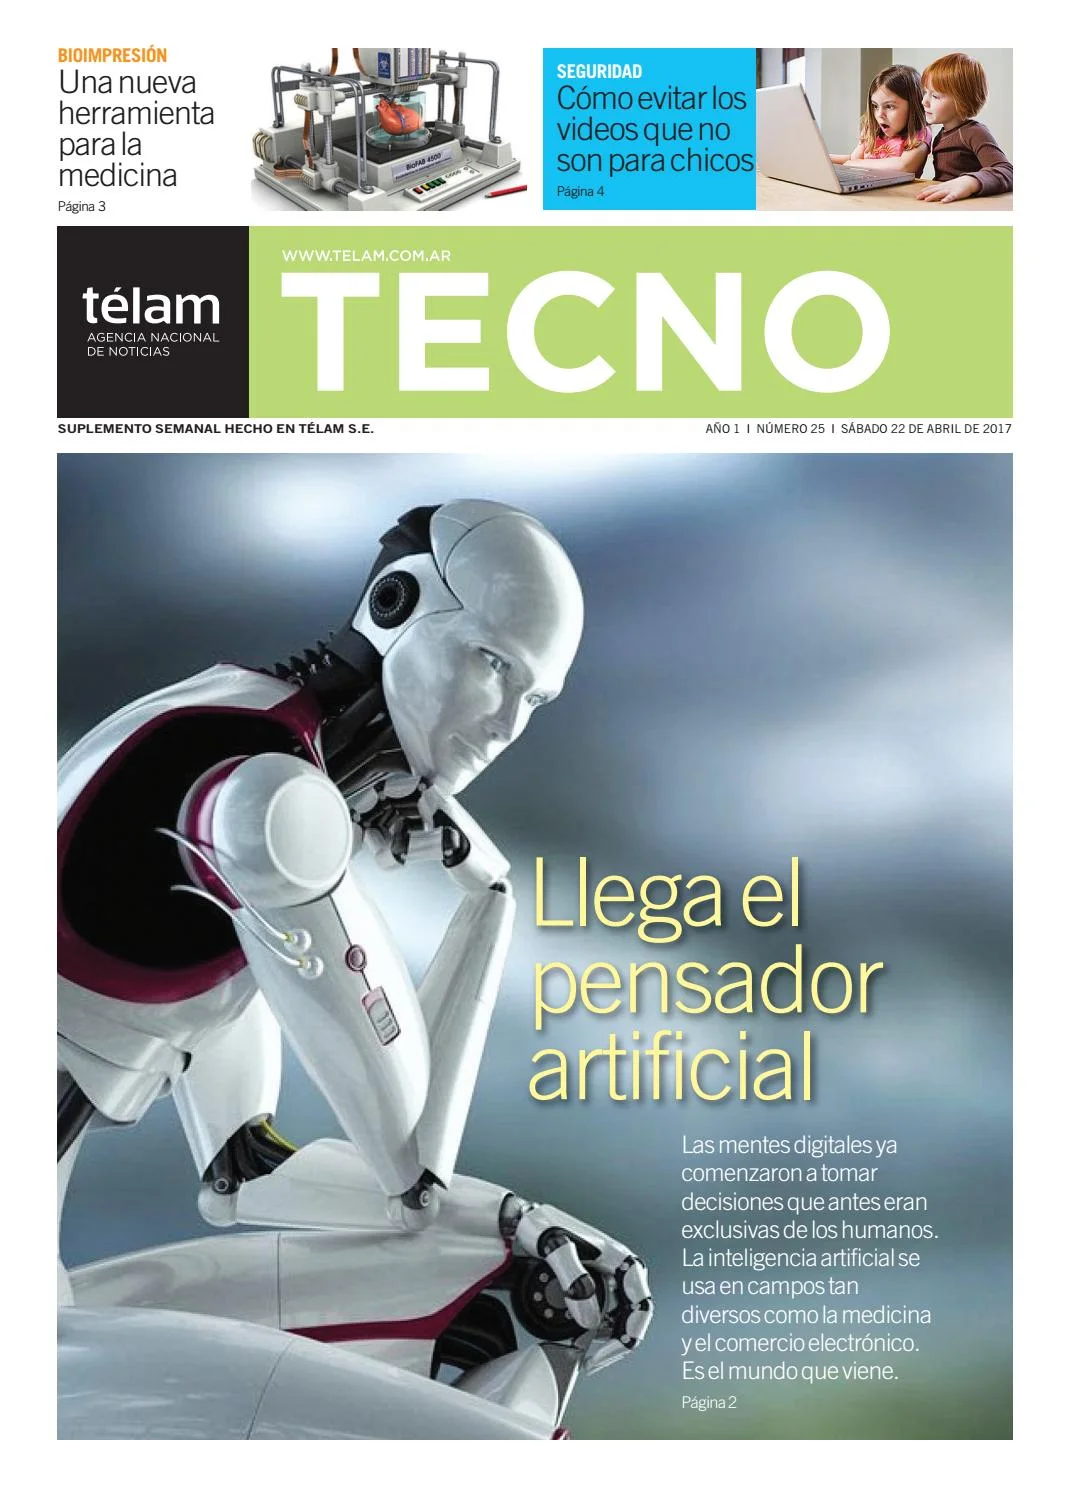 BIOIMPRESIÓN
Una nueva
herramienta
para la
medicina
Página 3
BioFAB 4500
SEGURIDAD
Cómo evitar los
videos que no
son para chicos
Página 4
télam
AGENCIA NACIONAL
DE NOTICIAS
WWW.TELAM.COM.AR
TECNO
SUPLEMENTO SEMANAL HECHO EN TÉLAM S.E.
AÑO 1 I NÚMERO 25 I SÁBADO 22 DE ABRIL DE 2017
Llega el
pensador
artificial
Las mentes digitales ya
comenzaron a tomar
decisiones que antes eran
exclusivas de los humanos.
La inteligencia artificial se
usa en campos tan
diversos como la medicina
y el comercio electrónico.
Es el mundo que viene.
Página 2